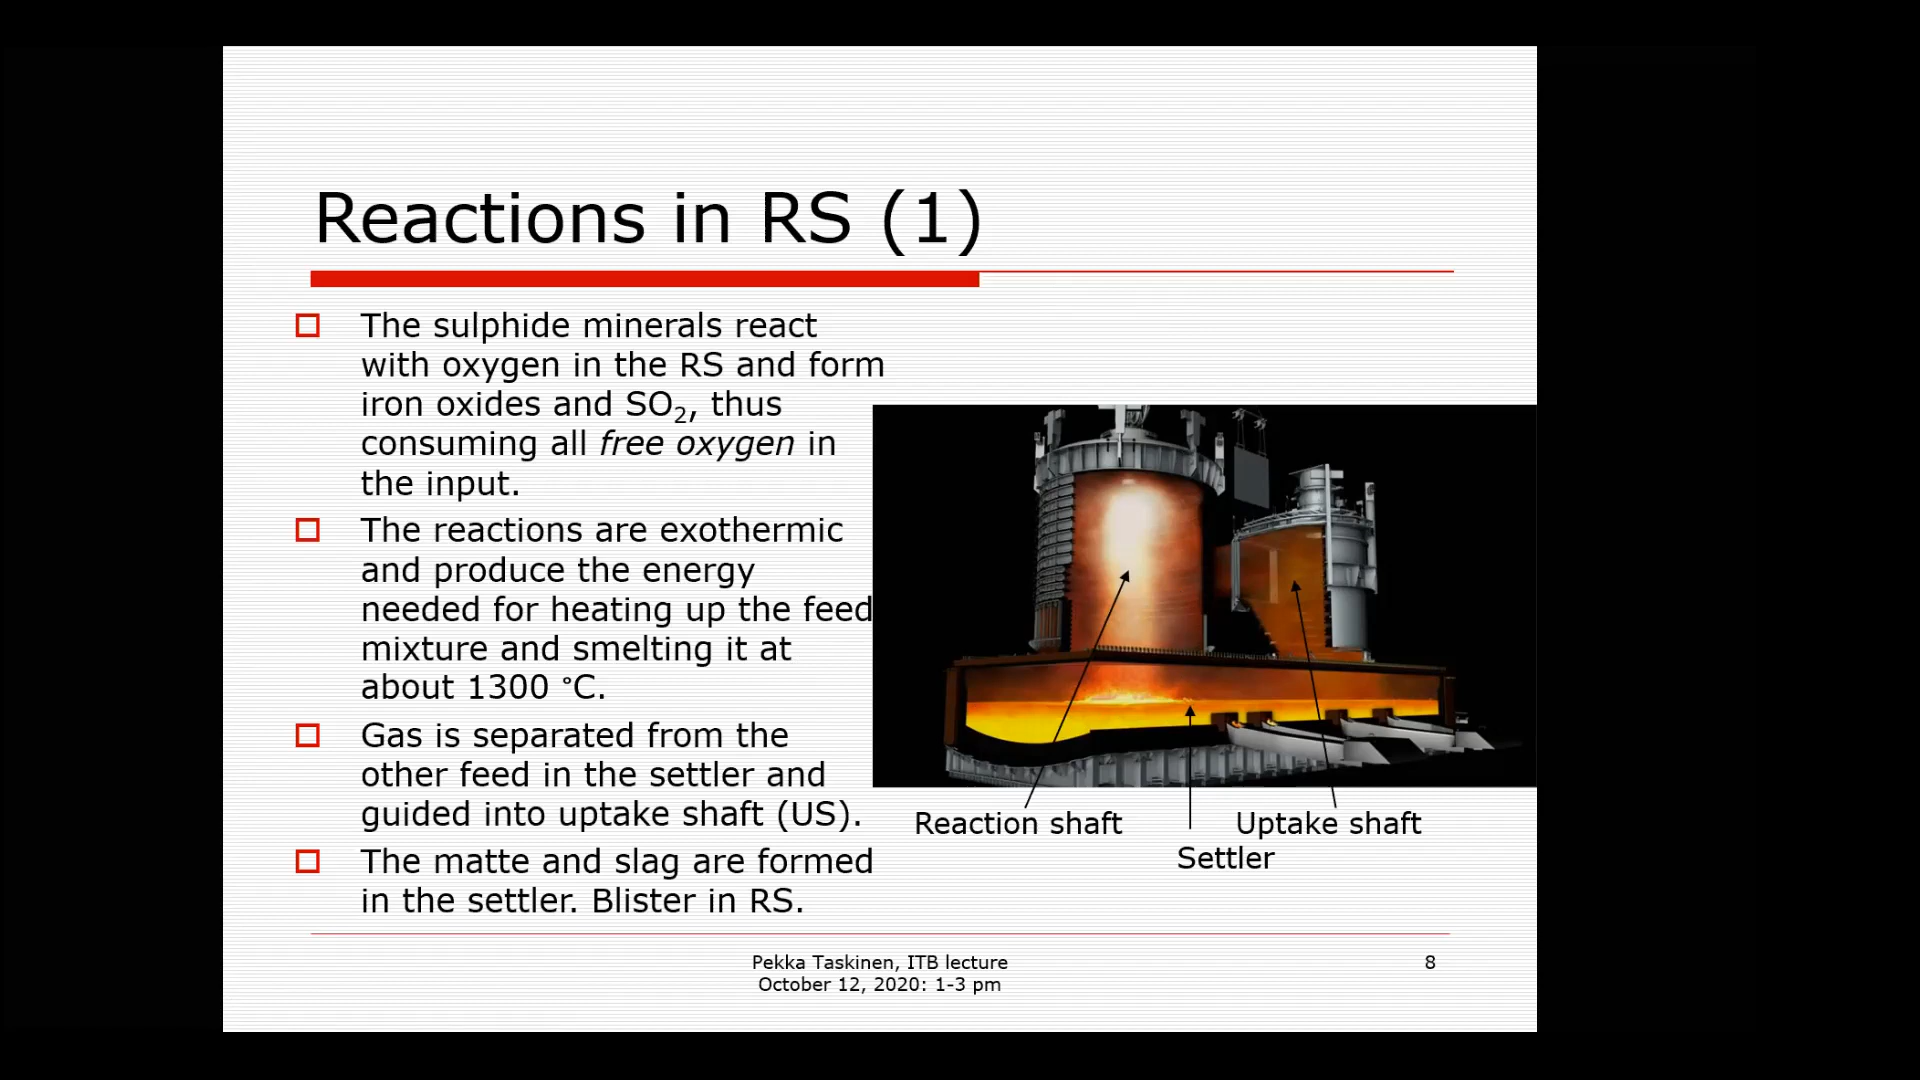 Reactions in RS (1)
The sulphide minerals react
with oxygen in the RS and form
iron oxides and SO₂, thus
consuming all free oxygen in
the input.
The reactions are exothermic
and produce the energy
needed for heating up the feed
mixture and smelting it at
about 1300 °C.
Gas is separated from the
other feed in the settler and
guided into uptake shaft (US).
The matte and slag are formed
in the settler. Blister in RS.
Reaction shaft
Uptake shaft
Settler
Pekka Taskinen, ITB lecture
October 12, 2020: 1-3 pm
8